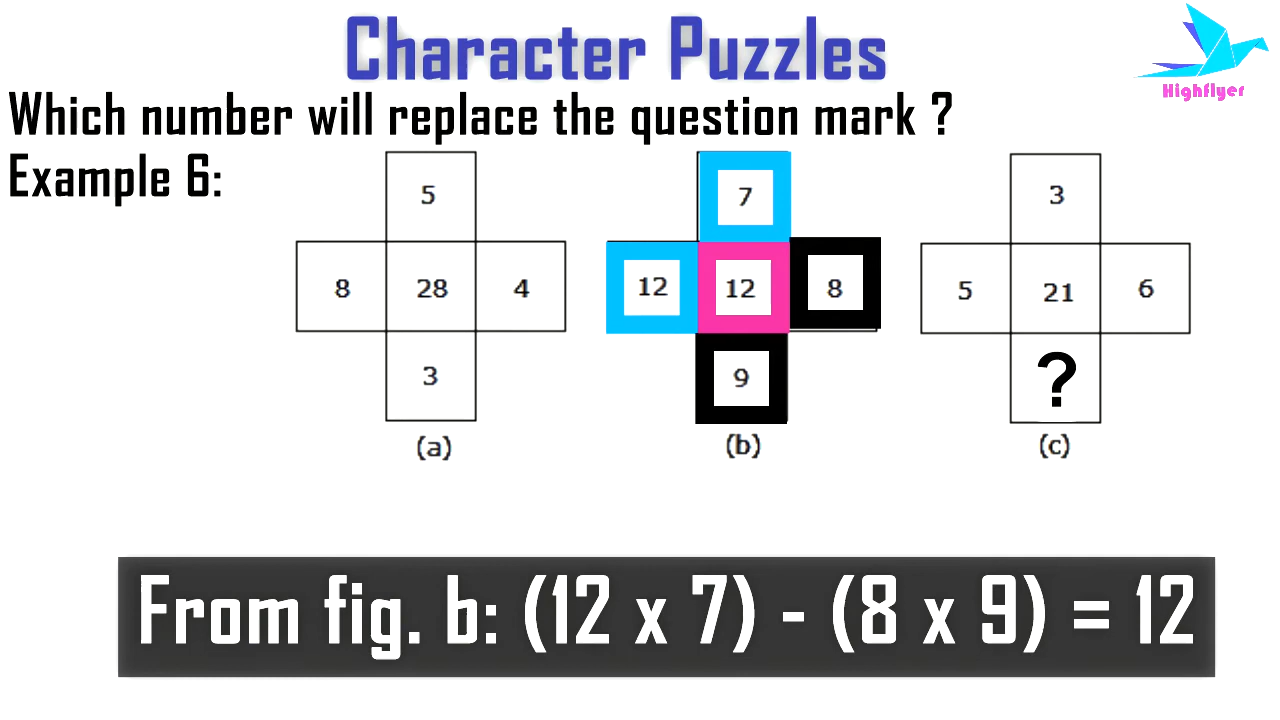 Character Puzzles
Highflyer
Which number will replace the question mark ?
Example 6:
5
8 28 4
3
(a)
7
12 12 8
9
(b)
3
5 21 6
?
(c)
From fig. b: (12 x 7) - (8 x 9) = 12